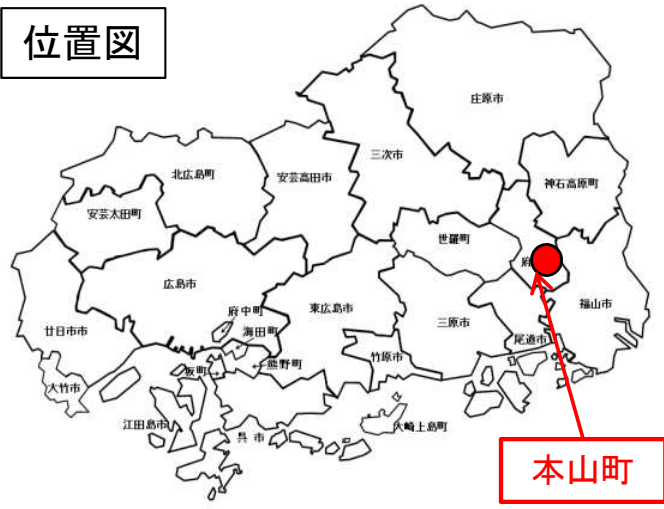 位置図
庄原市
三次市
北広島町
安芸高田市
神石高原町
安芸太田町
世羅町
府
広島市
東広島市
三原市
福山市
府中町
廿日市市
海田町
尾道市
竹原市
熊野町
坂町
大竹市
江田島市
大崎上島町
呉市
本山町